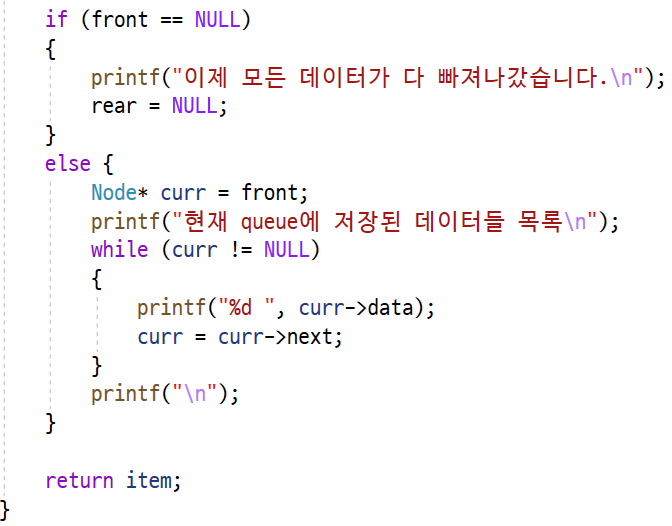 if (front == NULL)
{
printf("이제 모든 데이터가 다 빠져나갔습니다.\n");
rear = NULL;
}
else {
Node* curr = front;
printf("현재 queue에 저장된 데이터들 목록\n");
while (curr != NULL)
{
printf("%d ", curr->data);
curr = curr->next;
}
printf("\n");
}
return item;
}